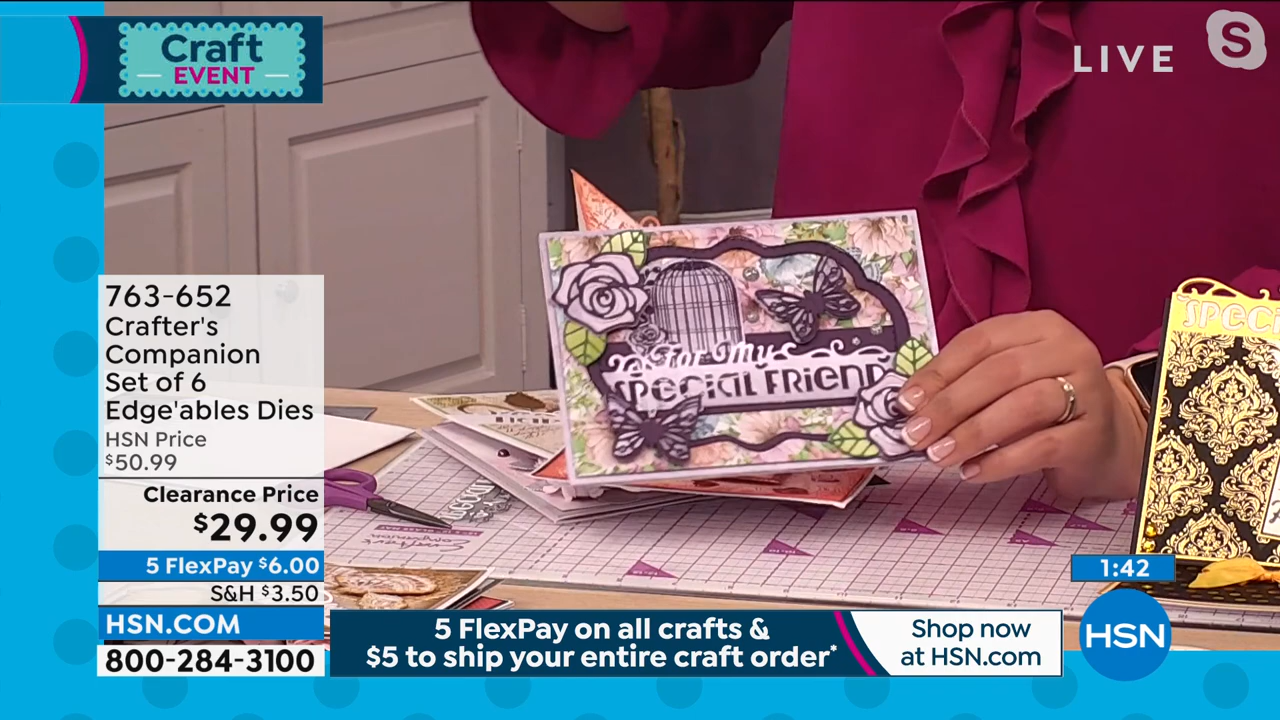 Craft
EVENT
LIVE
S
763-652
Crafter's
Companion
Set of 6
Edge'ables Dies
HSN Price
$50.99
Clearance Price
$29.99
5 FlexPay $6.00
S&H $3.50
HSN.COM
800-284-3100
For My
Special Friend
Special
1:42
5 FlexPay on all crafts &
$5 to ship your entire craft order*
Shop now
at HSN.com
HSN